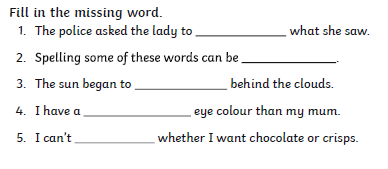 Fill in the missing word.
1. The police asked the lady to ______________ what she saw.
2. Spelling some of these words can be ______________.
3. The sun began to ______________ behind the clouds.
4. I have a ________________ eye colour than my mum.
5. I can't ____________ whether I want chocolate or crisps.